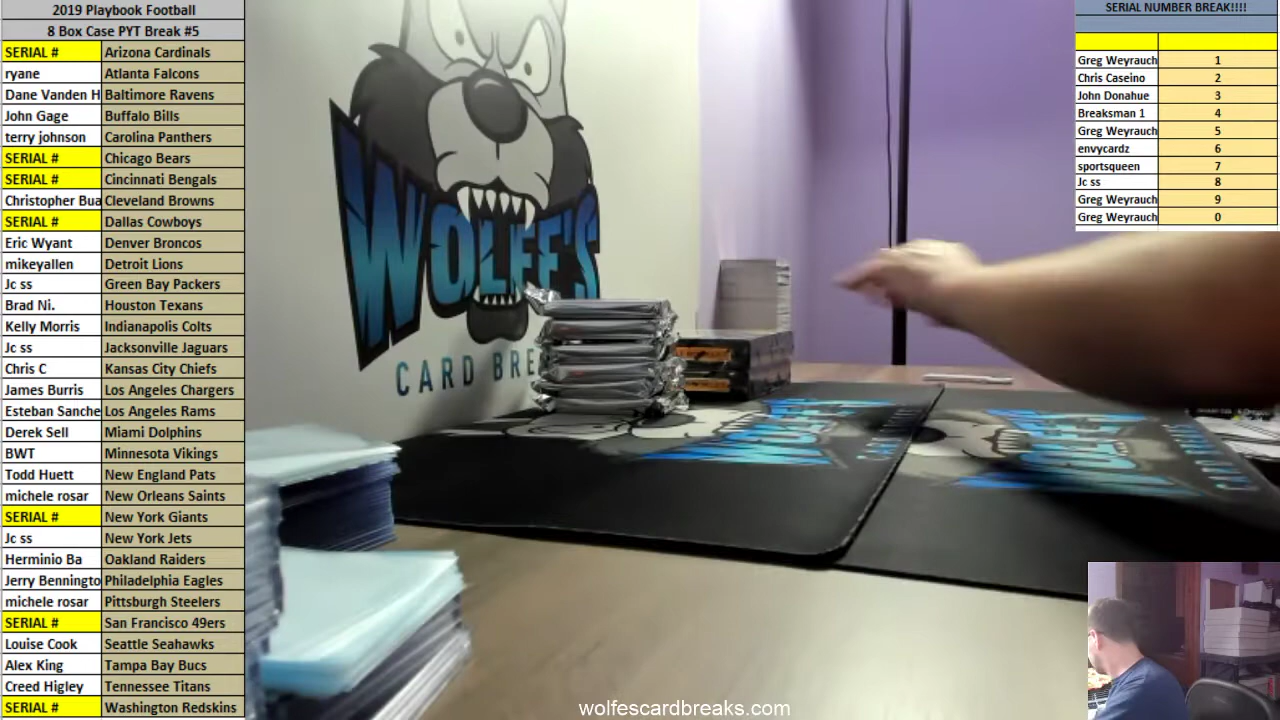 2019 Playbook Football
8 Box Case PYT Break #5
SERIAL # Arizona Cardinals
ryane Atlanta Falcons
Dane Vanden H Baltimore Ravens
John Gage Buffalo Bills
terry johnson Carolina Panthers
SERIAL # Chicago Bears
SERIAL # Cincinnati Bengals
Christopher Bua Cleveland Browns
SERIAL # Dallas Cowboys
Eric Wyant Denver Broncos
mikeyallen Detroit Lions
Jc ss Green Bay Packers
Brad Ni. Houston Texans
Kelly Morris Indianapolis Colts
Jc ss Jacksonville Jaguars
Chris C Kansas City Chiefs
James Burris Los Angeles Chargers
Esteban Sanche Los Angeles Rams
Derek Sell Miami Dolphins
BWT Minnesota Vikings
Todd Huett New England Pats
michele rosar New Orleans Saints
SERIAL # New York Giants
Jc ss New York Jets
Herminio Ba Oakland Raiders
Jerry Benningto Philadelphia Eagles
michele rosar Pittsburgh Steelers
SERIAL # San Francisco 49ers
Louise Cook Seattle Seahawks
Alex King Tampa Bay Bucs
Creed Higley Tennessee Titans
SERIAL # Washington Redskins
WOLFE'S
CARD BRE
SERIAL NUMBER BREAK!!!!
Greg Weyrauch 1
Chris Caseino 2
John Donahue 3
Breaksman 1 4
Greg Weyrauch 5
envycardz 6
sportsqueen 7
Jc ss 8
Greg Weyrauch 9
Greg Weyrauch 0
wolfescardbreaks.com